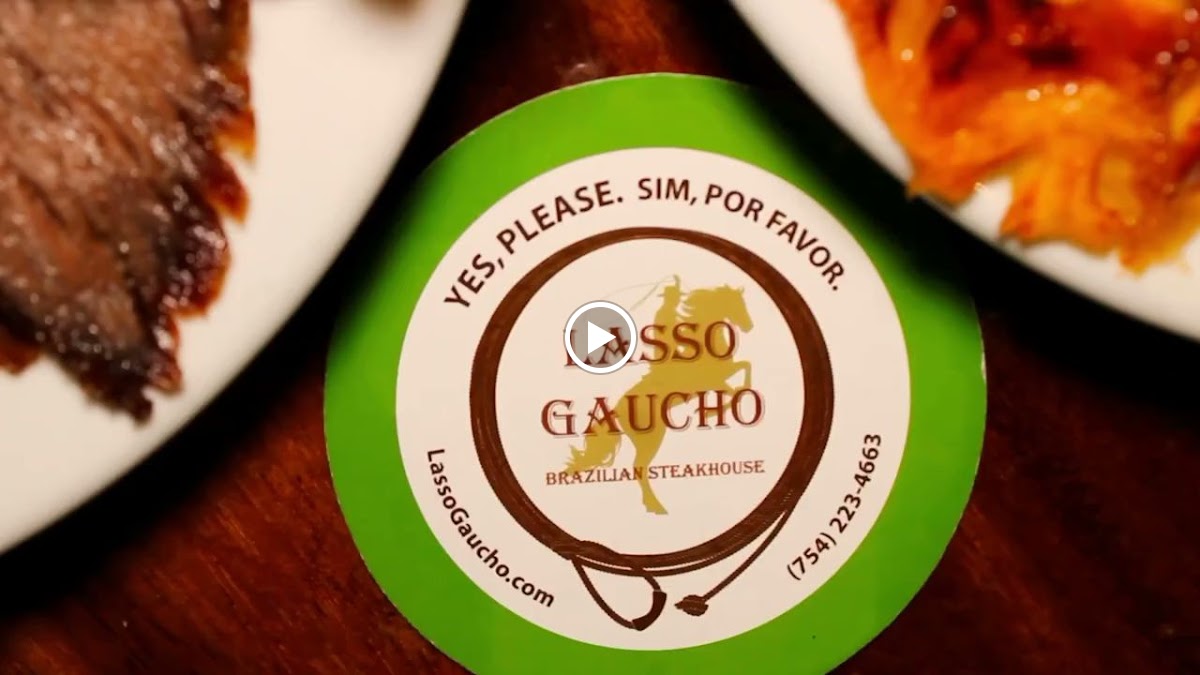 YES, PLEASE. SIM, POR FAVOR.
LASSO
GAUCHO
BRAZILIAN STEAKHOUSE
LassoGaucho.com
(754) 223-4663